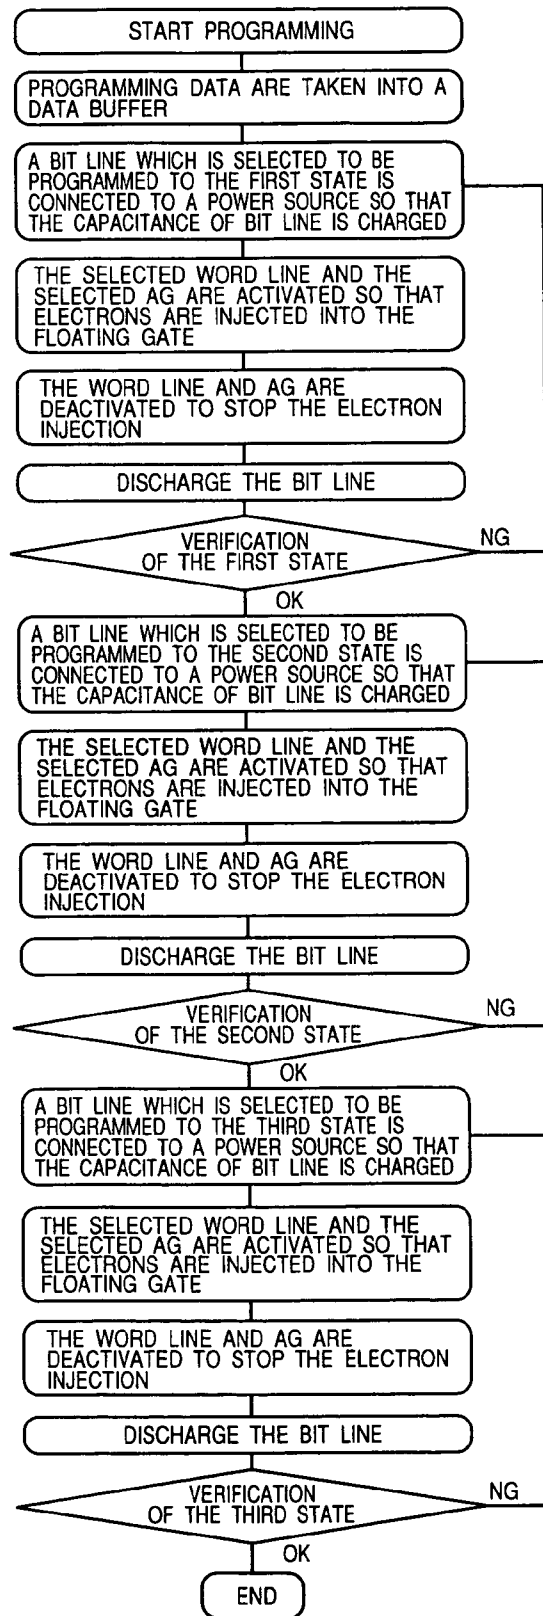 START PROGRAMMING
PROGRAMMING DATA ARE TAKEN INTO A
DATA BUFFER
A BIT LINE WHICH IS SELECTED TO BE
PROGRAMMED TO THE FIRST STATE IS
CONNECTED TO A POWER SOURCE SO THAT
THE CAPACITANCE OF BIT LINE IS CHARGED
THE SELECTED WORD LINE AND THE
SELECTED AG ARE ACTIVATED SO THAT
ELECTRONS ARE INJECTED INTO THE
FLOATING GATE
THE WORD LINE AND AG ARE
DEACTIVATED TO STOP THE ELECTRON
INJECTION
DISCHARGE THE BIT LINE
VERIFICATION
OF THE FIRST STATE
NG
OK
A BIT LINE WHICH IS SELECTED TO BE
PROGRAMMED TO THE SECOND STATE IS
CONNECTED TO A POWER SOURCE SO THAT
THE CAPACITANCE OF BIT LINE IS CHARGED
THE SELECTED WORD LINE AND THE
SELECTED AG ARE ACTIVATED SO THAT
ELECTRONS ARE INJECTED INTO THE
FLOATING GATE
THE WORD LINE AND AG ARE
DEACTIVATED TO STOP THE ELECTRON
INJECTION
DISCHARGE THE BIT LINE
VERIFICATION
OF THE SECOND STATE
NG
OK
A BIT LINE WHICH IS SELECTED TO BE
PROGRAMMED TO THE THIRD STATE IS
CONNECTED TO A POWER SOURCE SO THAT
THE CAPACITANCE OF BIT LINE IS CHARGED
THE SELECTED WORD LINE AND THE
SELECTED AG ARE ACTIVATED SO THAT
ELECTRONS ARE INJECTED INTO THE
FLOATING GATE
THE WORD LINE AND AG ARE
DEACTIVATED TO STOP THE ELECTRON
INJECTION
DISCHARGE THE BIT LINE
VERIFICATION
OF THE THIRD STATE
NG
OK
END